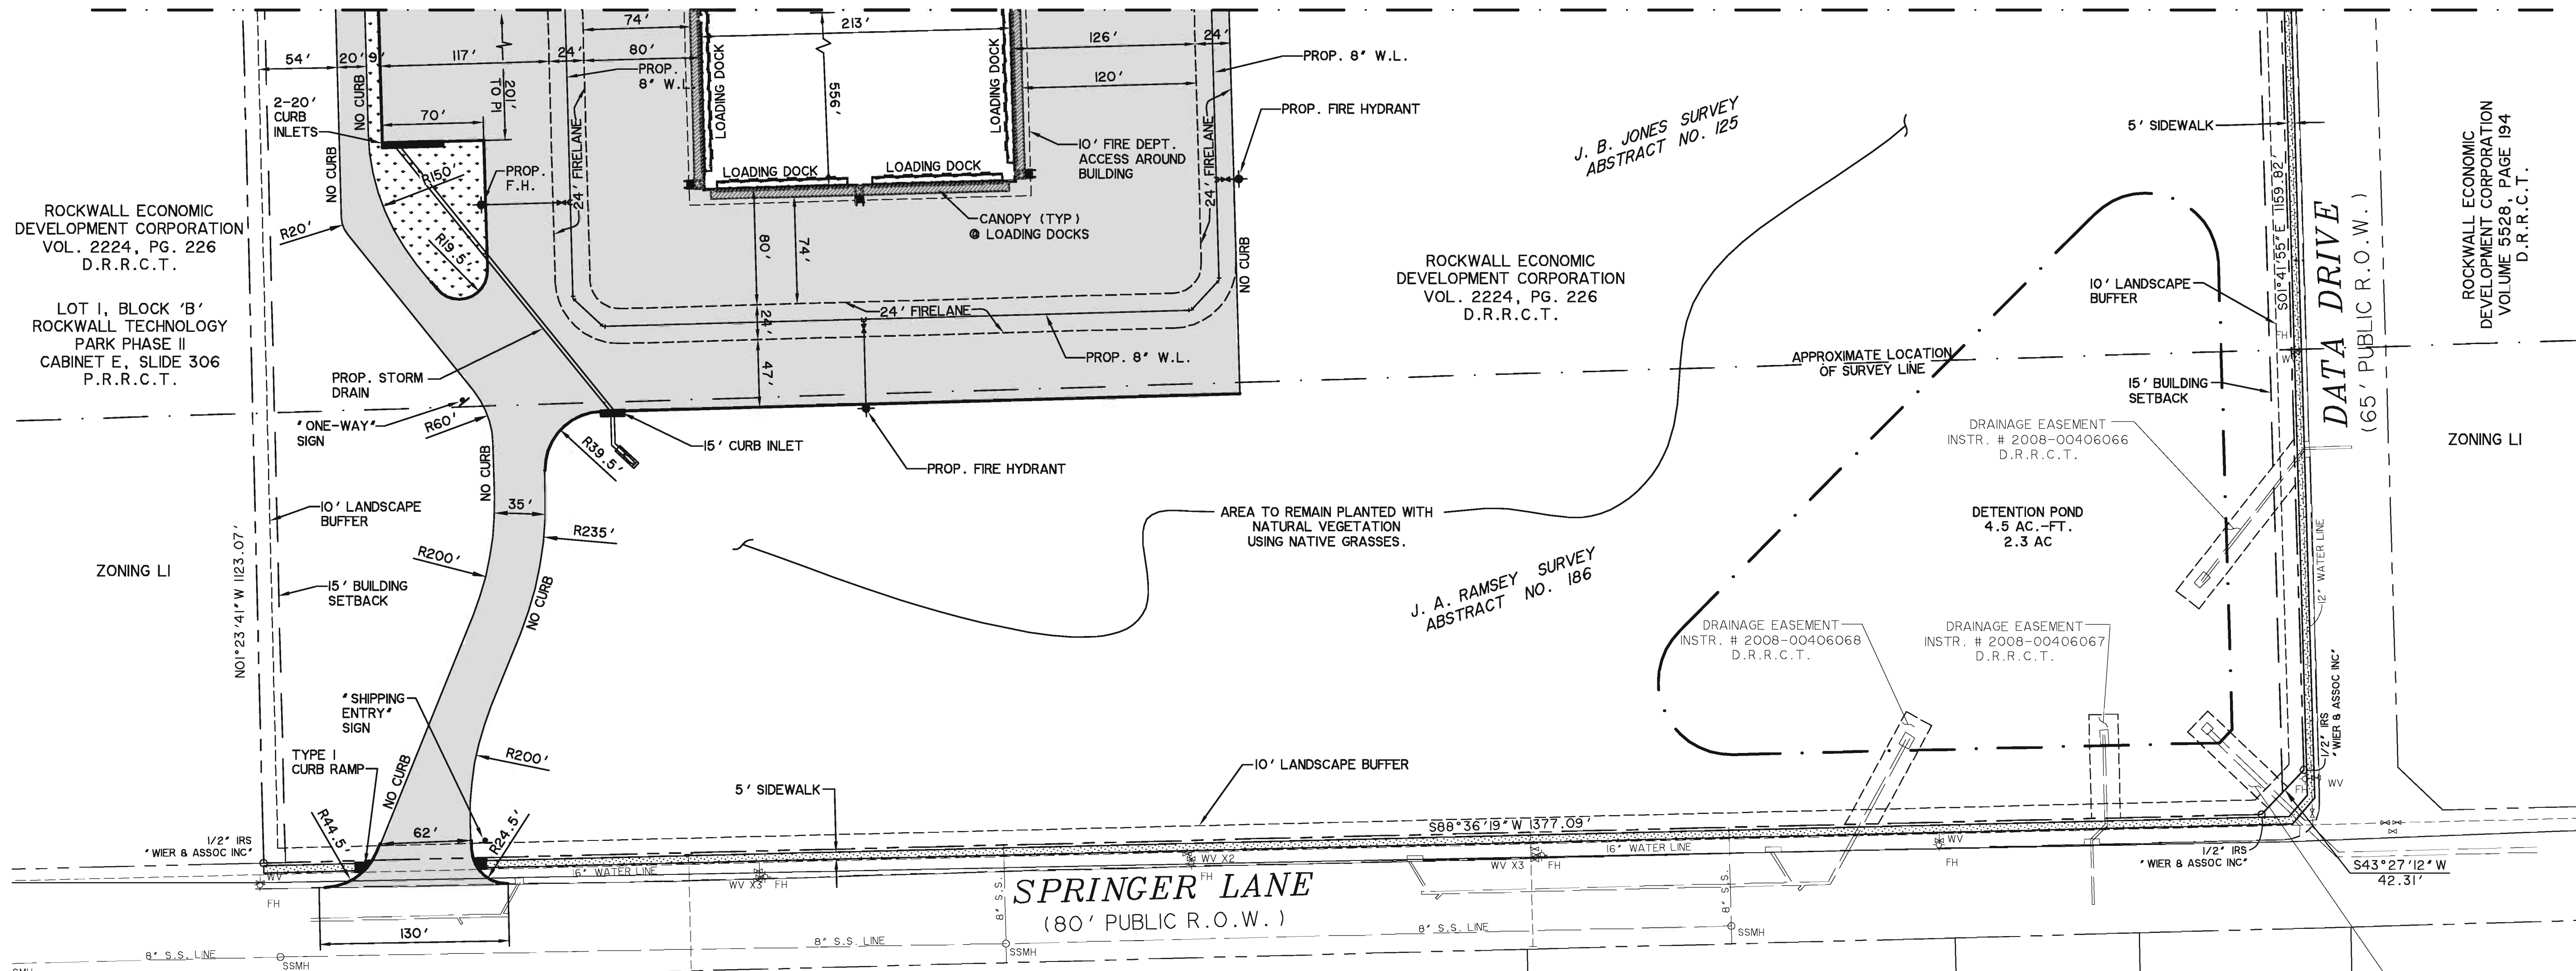 74'
213'
54'
20'
9'
117'
24'
80'
PROP.
8" W.L.
201'
TO PI
556'
LOADING DOCK
LOADING DOCK
126'
24'
120'
PROP. 8" W.L.
PROP. FIRE HYDRANT
2-20'
CURB
INLETS
NO CURB
70'
NO CURB
R150'
PROP.
F.H.
24' FIRELANE
LOADING DOCK
LOADING DOCK
10' FIRE DEPT.
ACCESS AROUND
BUILDING
24' FIRELANE
CANOPY (TYP)
@ LOADING DOCKS
J. B. JONES SURVEY
ABSTRACT NO. 125
5' SIDEWALK
S01°41'55"E 1159.82'
DATA DRIVE
(65' PUBLIC R.O.W.)
ROCKWALL ECONOMIC
DEVELOPMENT CORPORATION
VOLUME 5528, PAGE 194
D.R.R.C.T.
ROCKWALL ECONOMIC
DEVELOPMENT CORPORATION
VOL. 2224, PG. 226
D.R.R.C.T.
R20'
R19.5'
80'
74'
NO CURB
24'
24' FIRELANE
47'
PROP. 8" W.L.
ROCKWALL ECONOMIC
DEVELOPMENT CORPORATION
VOL. 2224, PG. 226
D.R.R.C.T.
10' LANDSCAPE
BUFFER
FH
WV
LOT 1, BLOCK 'B'
ROCKWALL TECHNOLOGY
PARK PHASE II
CABINET E, SLIDE 306
P.R.R.C.T.
PROP. STORM
DRAIN
APPROXIMATE LOCATION
OF SURVEY LINE
15' BUILDING
SETBACK
"ONE-WAY"
SIGN
R60'
R39.5'
15' CURB INLET
PROP. FIRE HYDRANT
DRAINAGE EASEMENT
INSTR. # 2008-00406066
D.R.R.C.T.
ZONING LI
NO CURB
10' LANDSCAPE
BUFFER
35'
R235'
AREA TO REMAIN PLANTED WITH
NATURAL VEGETATION
USING NATIVE GRASSES.
DETENTION POND
4.5 AC.-FT.
2.3 AC
ZONING LI
N01°23'41"W 1123.07'
R200'
15' BUILDING
SETBACK
NO CURB
J. A. RAMSEY SURVEY
ABSTRACT NO. 186
12" WATER LINE
DRAINAGE EASEMENT
INSTR. # 2008-00406068
D.R.R.C.T.
DRAINAGE EASEMENT
INSTR. # 2008-00406067
D.R.R.C.T.
"SHIPPING
ENTRY"
SIGN
TYPE I
CURB RAMP
NO CURB
R200'
10' LANDSCAPE BUFFER
1/2" IRS
"WIER & ASSOC INC"
FH
WV
5' SIDEWALK
R44.5'
62'
R24.5'
1/2" IRS
"WIER & ASSOC INC"
S88°36'19"W 1377.09'
WV
FH
16" WATER LINE
WV X3
FH
WV X2
FH
WV X3
FH
16" WATER LINE
WV
FH
1/2" IRS
"WIER & ASSOC INC"
S43°27'12"W
42.31'
SPRINGER LANE
(80' PUBLIC R.O.W.)
8" S.S.
8" S.S.
130'
8" S.S. LINE
8" S.S. LINE
8" S.S. LINE
SSMH
SSMH
SSMH
SMH